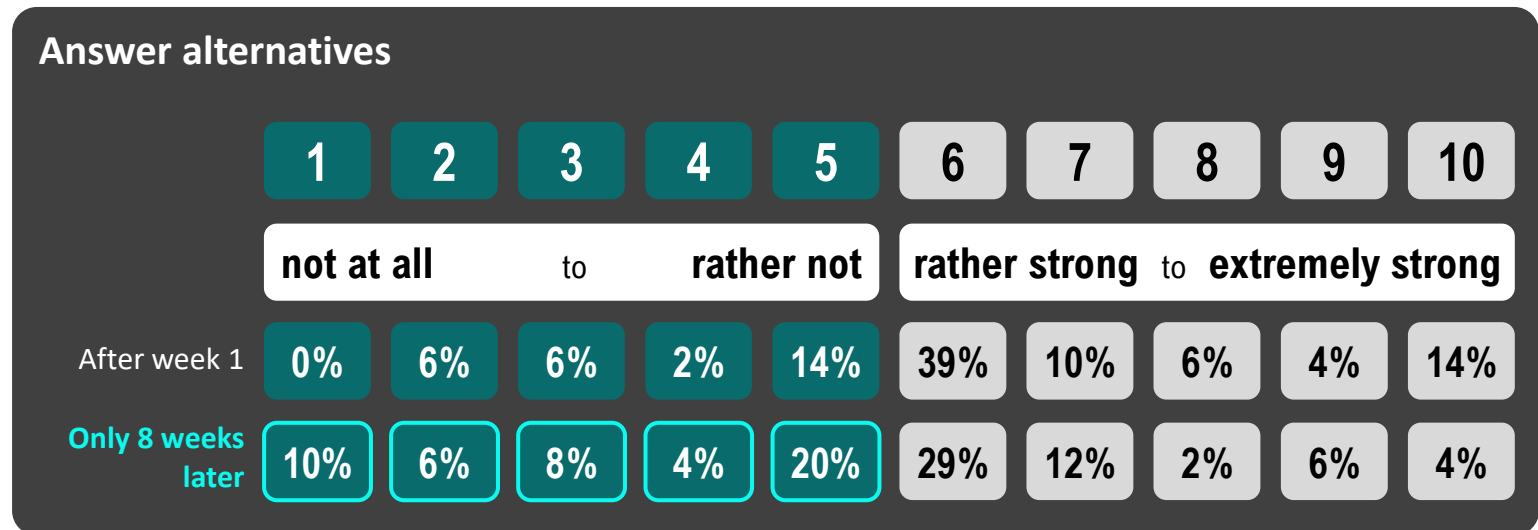 Answer alternatives
1 2 3 4 5 6 7 8 9 10
not at all to rather not rather strong to extremely strong
After week 1 0% 6% 6% 2% 14% 39% 10% 6% 4% 14%
Only 8 weeks
later 10% 6% 8% 4% 20% 29% 12% 2% 6% 4%